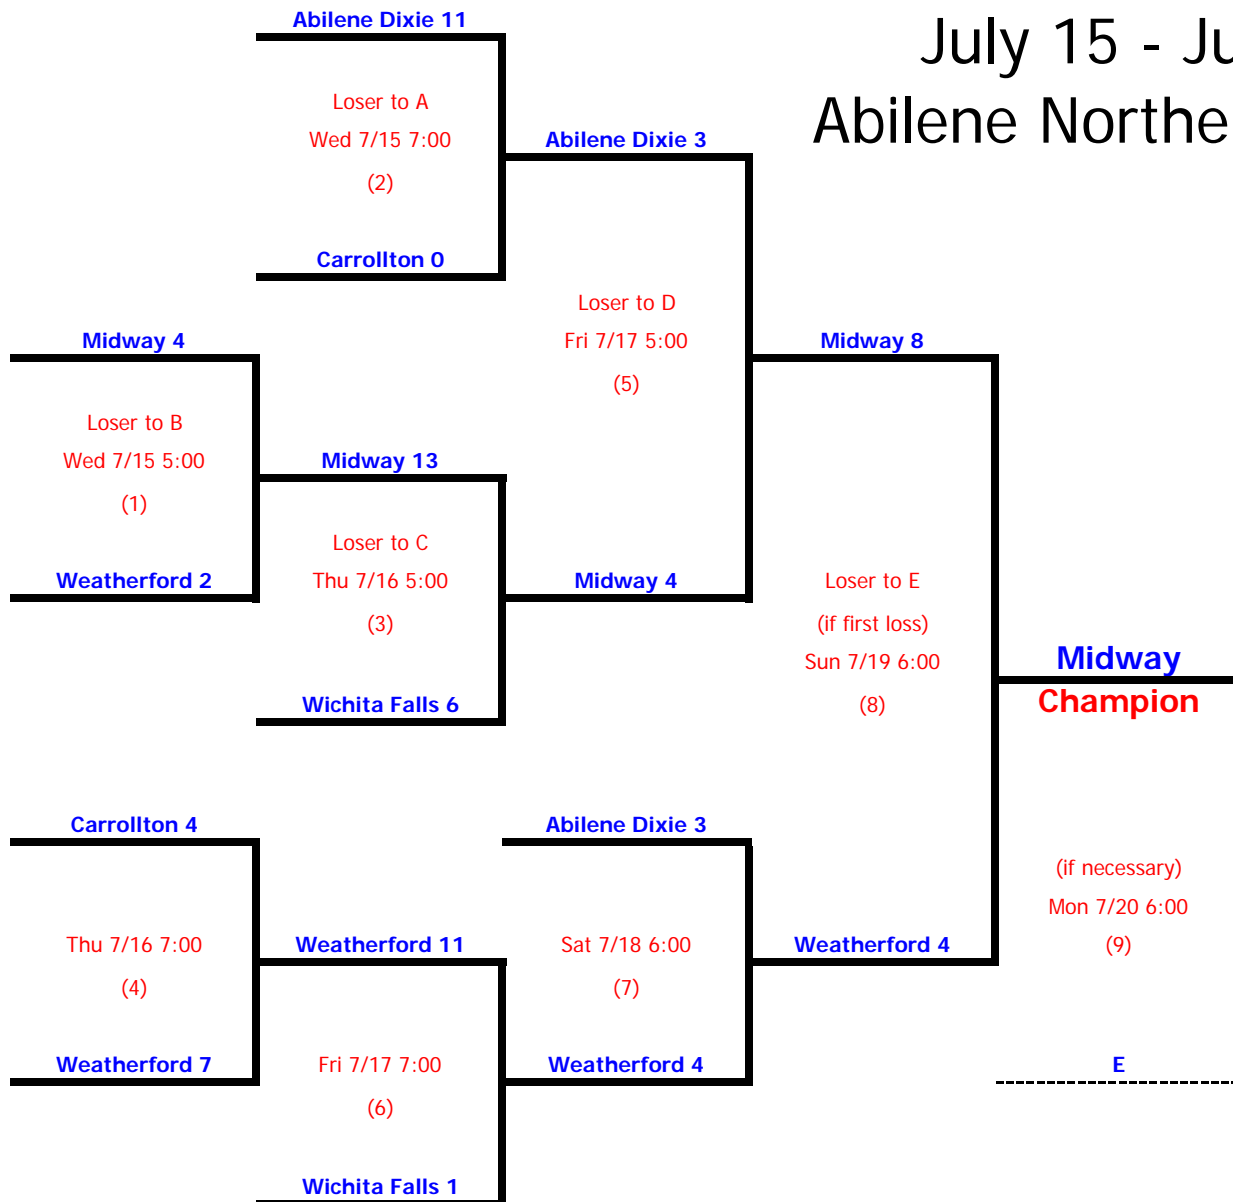 July 15 - Ju
Abilene Northe
Abilene Dixie 11
Loser to A
Wed 7/15 7:00
(2)
Abilene Dixie 3
Carrollton 0
Loser to D
Fri 7/17 5:00
(5)
Midway 4
Midway 8
Loser to B
Wed 7/15 5:00
(1)
Midway 13
Loser to C
Thu 7/16 5:00
(3)
Weatherford 2
Midway 4
Loser to E
(if first loss)
Sun 7/19 6:00
(8)
Midway
Champion
Wichita Falls 6
Carrollton 4
Abilene Dixie 3
(if necessary)
Mon 7/20 6:00
(9)
Thu 7/16 7:00
(4)
Weatherford 11
Sat 7/18 6:00
(7)
Weatherford 4
Weatherford 7
Fri 7/17 7:00
(6)
Weatherford 4
E
Wichita Falls 1